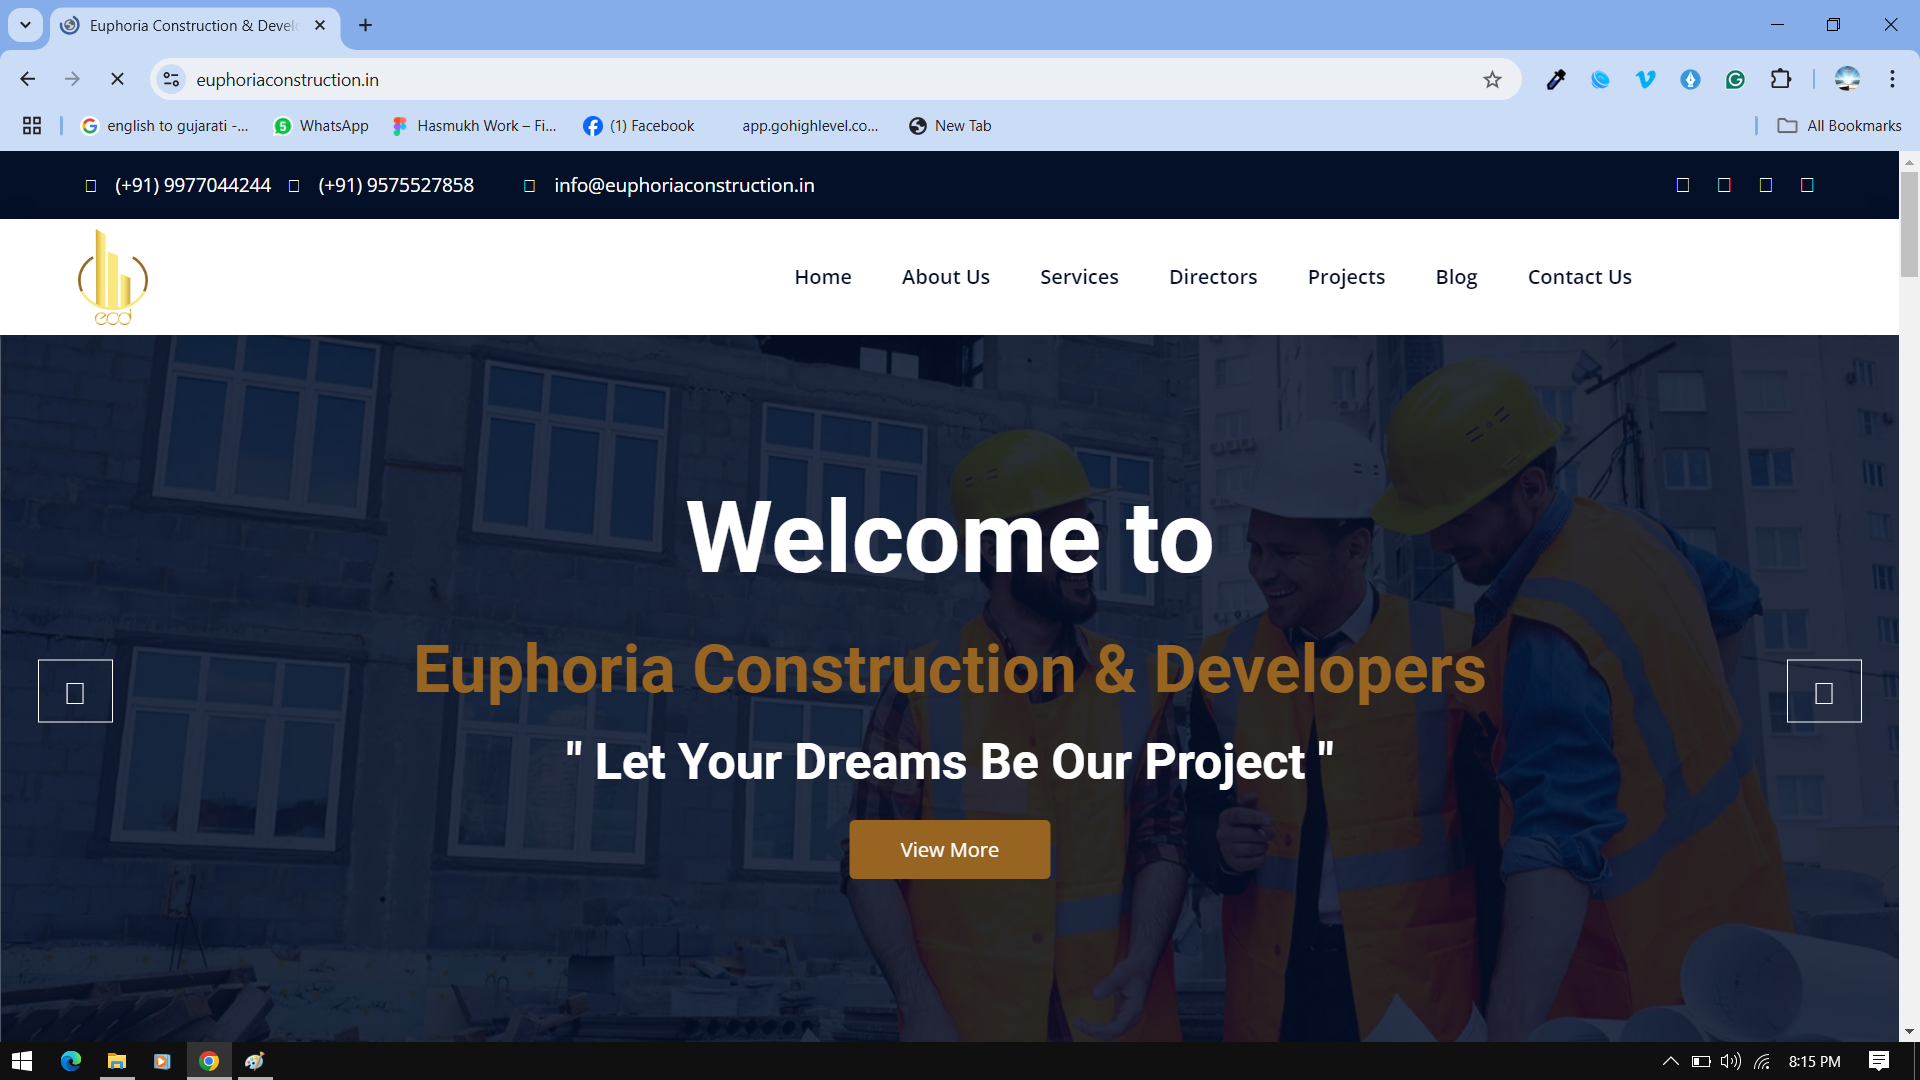 Euphoria Construction & Devel
euphoriaconstruction.in
english to gujarati -...
5
WhatsApp
Hasmukh Work – Fi...
(1) Facebook
app.gohighlevel.co...
New Tab
All Bookmarks
(+91) 9977044244
(+91) 9575527858
info@euphoriaconstruction.in
ecd
Home
About Us
Services
Directors
Projects
Blog
Contact Us
Welcome to
Euphoria Construction & Developers
" Let Your Dreams Be Our Project "
View More
8:15 PM